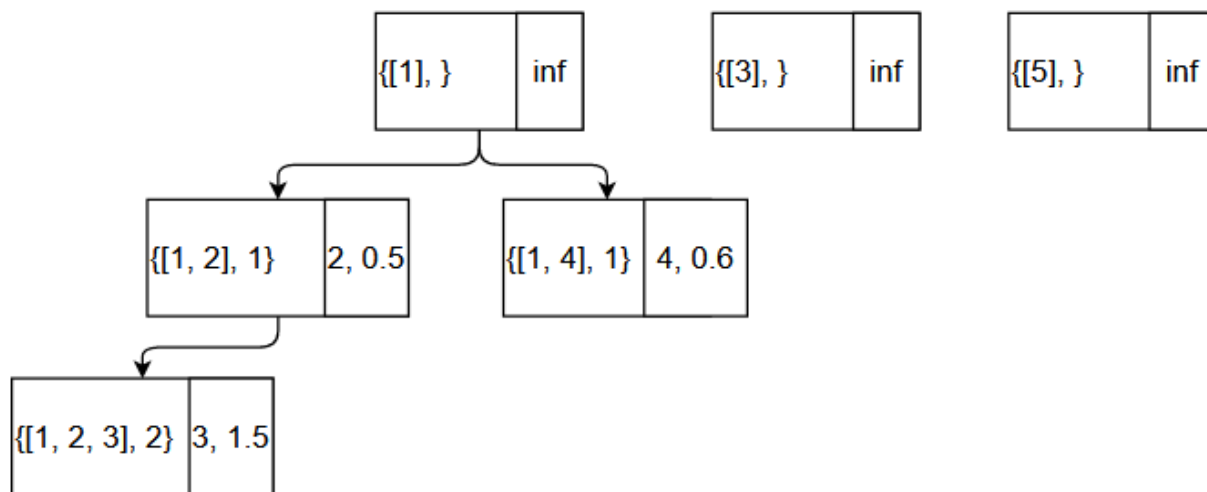 {[1], }
inf
{[3], }
inf
{[5], }
inf
{[1, 2], 1}
2, 0.5
{[1, 4], 1}
4, 0.6
{[1, 2, 3], 2}
3, 1.5